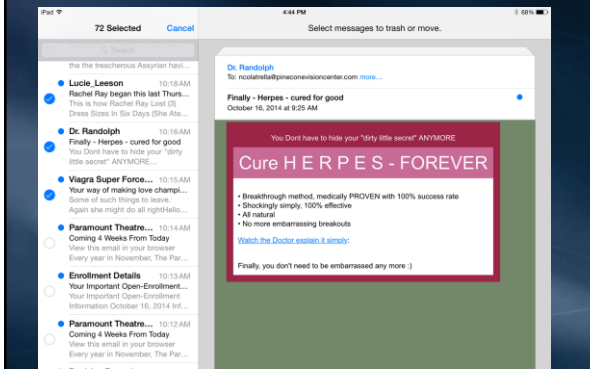 iPad
4:44 PM
68%
72 Selected
Cancel
Select messages to trash or move.
Search
the the treacherous Assyrian havi...
Lucie_Leeson 10:18 AM
Rachel Ray began this last Thurs...
This is how Rachel Ray Lost (3)
Dress Sizes In Six Days (She Ate...
Dr. Randolph 10:16 AM
Finally - Herpes - cured for good
You Dont have to hide your "dirty
little secret" ANYMORE...
Viagra Super Force... 10:15 AM
Your way of making love champi...
Some of such things to leave.
Again she might do all rightHello...
Paramount Theatre... 10:14 AM
Coming 4 Weeks From Today
View this email in your browser
Every year in November, The Par...
Enrollment Details 10:13 AM
Your Important Open-Enrollment...
Your Important Open-Enrollment
Information October 16, 2014 Inf...
Paramount Theatre... 10:12 AM
Coming 4 Weeks From Today
View this email in your browser
Every year in November, The Par...
Dr. Randolph
To: ncolatrella@pineconevisioncenter.com more...
Finally - Herpes - cured for good
October 16, 2014 at 9:25 AM
You Dont have to hide your "dirty little secret" ANYMORE
Cure H E R P E S - FOREVER
• Breakthrough method, medically PROVEN with 100% success rate
• Shockingly simply, 100% effective
• All natural
• No more embarrassing breakouts
Watch the Doctor explain it simply:
Finally, you don't need to be embarrassed any more :)